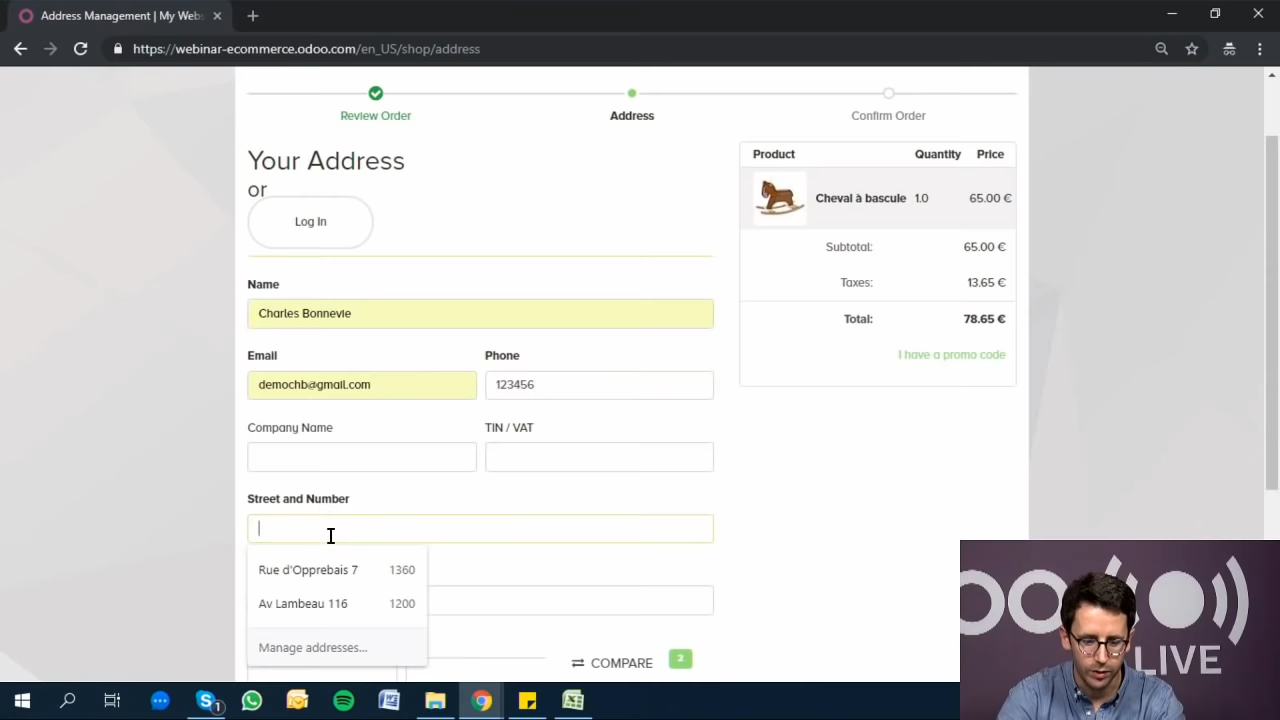 Address Management | My Webs
https://webinar-ecommerce.odoo.com/en_US/shop/address
Review Order
Address
Confirm Order
Your Address
or
Log In
Name
Charles Bonnevie
Email
Phone
demochb@gmail.com
123456
Company Name
TIN / VAT
Street and Number
Rue d'Opprebais 7 1360
Av Lambeau 116 1200
Manage addresses...
COMPARE 2
Product Quantity Price
Cheval à bascule 1.0 65.00 €
Subtotal: 65.00 €
Taxes: 13.65 €
Total: 78.65 €
I have a promo code
LIVE
1